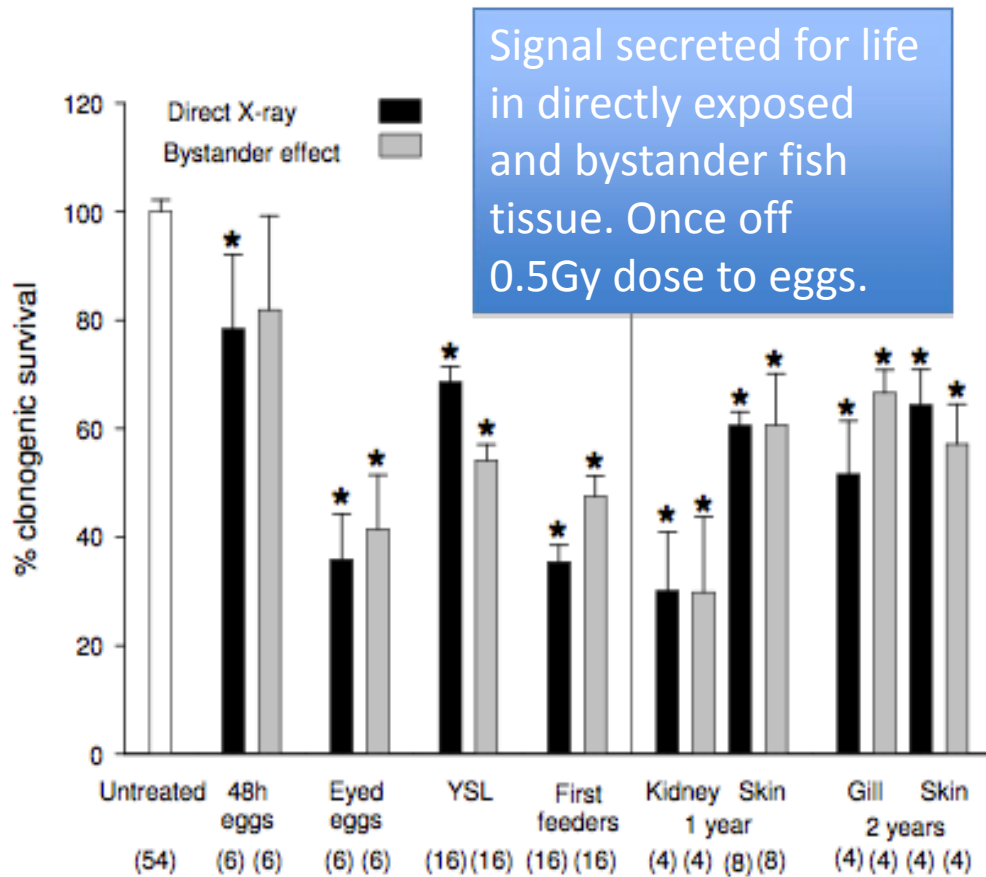 Signal secreted for life
in directly exposed
and bystander fish
tissue. Once off
0.5Gy dose to eggs.
Direct X-ray
Bystander effect
% clonogenic survival
120
100
80
60
40
20
0
* * * * * * * * * * * * * * *
Untreated 48h eggs Eyed eggs YSL First feeders Kidney Skin 1 year Gill Skin 2 years
(54) (6) (6) (6) (6) (16) (16) (16) (16) (4) (4) (8) (8) (4) (4) (4) (4)